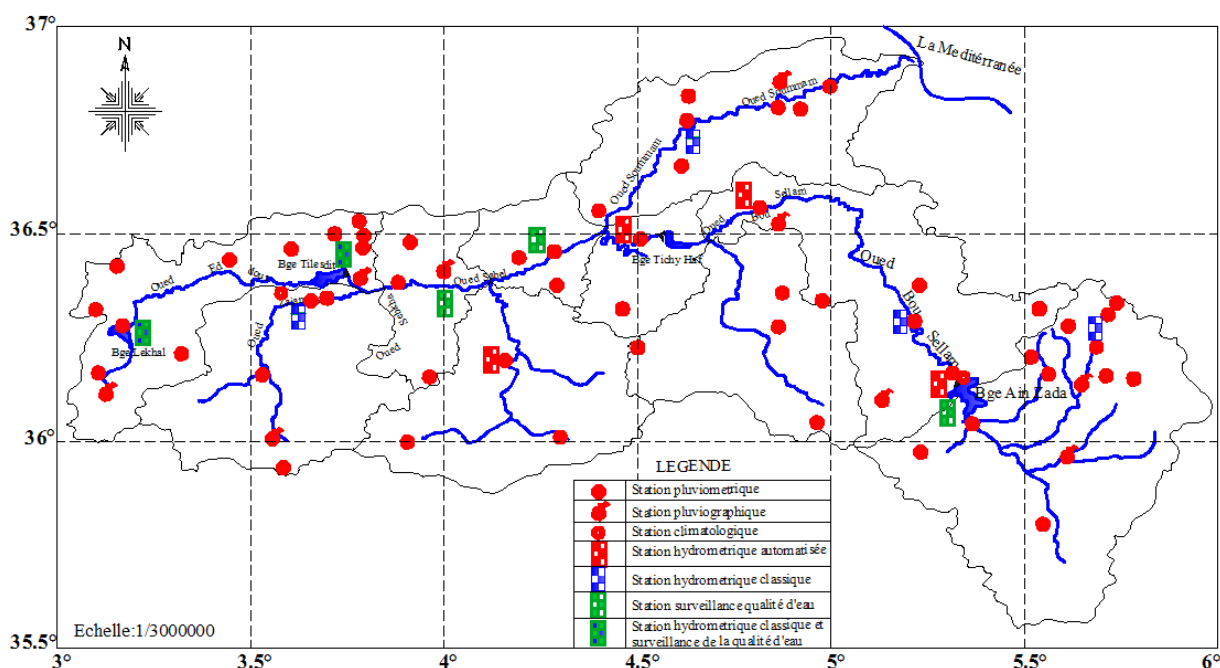 37°
N
La Mediterranée
Oued Soummam
Oued Soummam
Sellam
Bou
Oued
36.5°
Bge Tichy Haf
Oued
Bge Tilesdit
Oued Sahel
Oued
Ed
Bou
Sellam
Sebkha
Oued
Oued
Bge Lekhal
Bge Ain Zada
36°
LEGENDE
Station pluviometrique
Station pluviographique
Station climatologique
Station hydrometrique automatisée
Station hydrometrique classique
Station surveillance qualité d'eau
Station hydrometrique classique et
surveillance de la qualité d'eau
Echelle:1/3000000
35.5°
3°
3.5°
4°
4.5°
5°
5.5°
6°